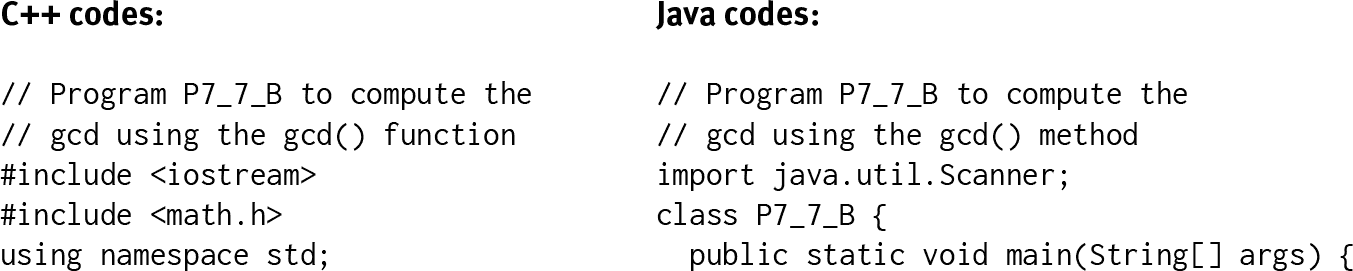 C++ codes:
// Program P7_7_B to compute the
// gcd using the gcd() function
#include <iostream>
#include <math.h>
using namespace std;
Java codes:
// Program P7_7_B to compute the
// gcd using the gcd() method
import java.util.Scanner;
class P7_7_B {
  public static void main(String[] args) {